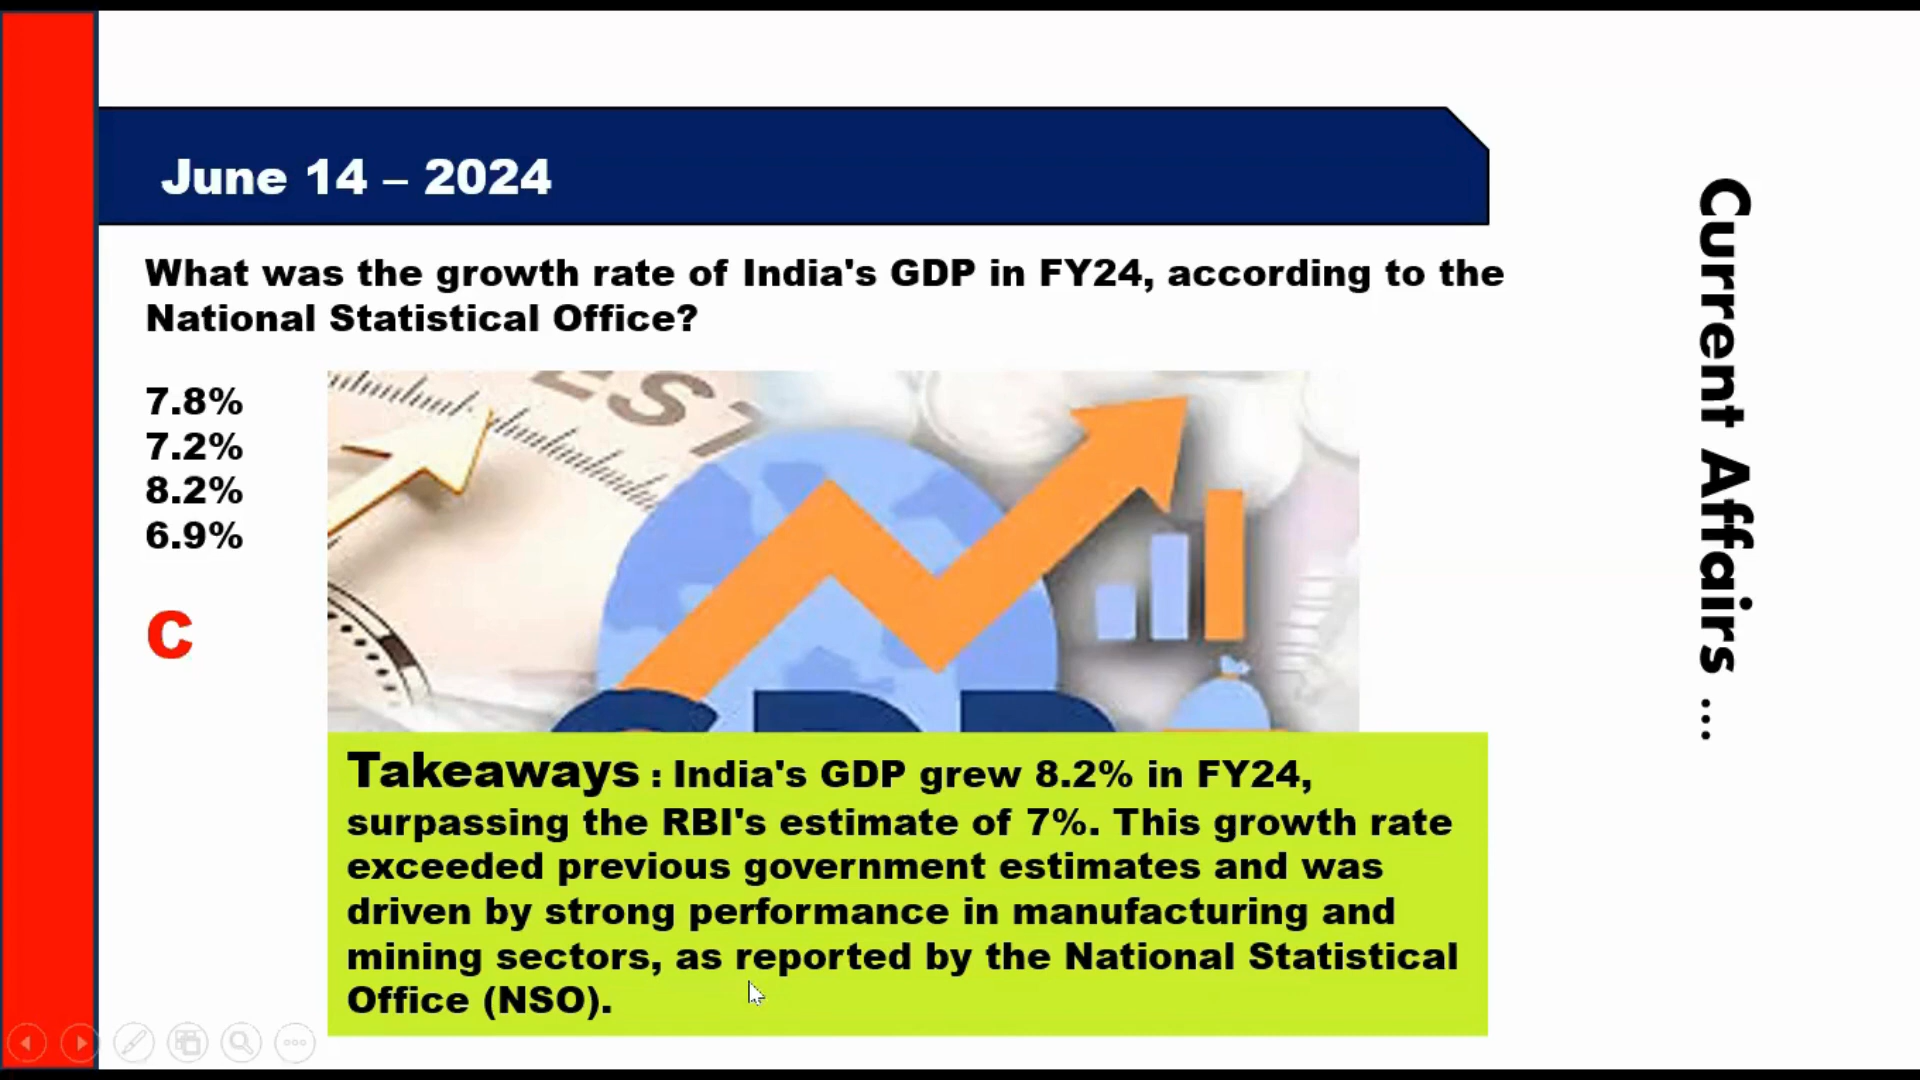 June 14 – 2024
What was the growth rate of India's GDP in FY24, according to the
National Statistical Office?
7.8%
7.2%
8.2%
6.9%
C
EST
GDP
Takeaways : India's GDP grew 8.2% in FY24,
surpassing the RBI's estimate of 7%. This growth rate
exceeded previous government estimates and was
driven by strong performance in manufacturing and
mining sectors, as reported by the National Statistical
Office (NSO).
Current Affairs ...